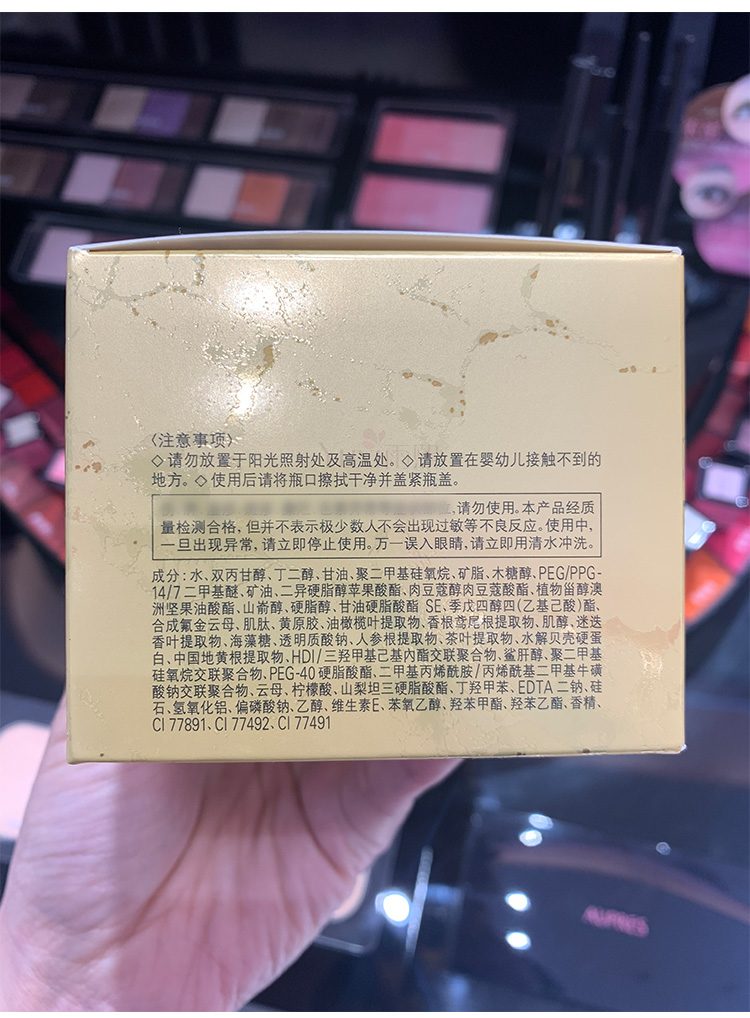 〈注意事项〉
◇ 请勿放置于阳光照射处及高温处。◇ 请放置在婴幼儿接触不到的
地方。◇ 使用后请将瓶口擦拭干净并盖紧瓶盖。
请勿使用。本产品经质
量检测合格，但并不表示极少数人不会出现过敏等不良反应。使用中，
一旦出现异常，请立即停止使用。万一误入眼睛，请立即用清水冲洗。
成分：水、双丙甘醇、丁二醇、甘油、聚二甲基硅氧烷、矿脂、木糖醇、PEG/PPG-
14/7 二甲基醚、矿油、二异硬脂醇苹果酸酯、肉豆蔻醇肉豆蔻酸酯、植物甾醇澳
洲坚果油酸酯、山嵛醇、硬脂醇、甘油硬脂酸酯 SE、季戊四醇四(乙基己酸)酯、
合成氟金云母、肌肽、黄原胶、油橄榄叶提取物、香根鸢尾根提取物、肌醇、迷迭
香叶提取物、海藻糖、透明质酸钠、人参根提取物、茶叶提取物、水解贝壳硬蛋
白、中国地黄根提取物、HDI/三羟甲基己基内酯交联聚合物、鲨肝醇、聚二甲基
硅氧烷交联聚合物、PEG-40 硬脂酸酯、二甲基丙烯酰胺/丙烯酰基二甲基牛磺
酸钠交联聚合物、云母、柠檬酸、山梨坦三硬脂酸酯、丁羟甲苯、EDTA 二钠、硅
石、氢氧化铝、偏磷酸钠、乙醇、维生素E、苯氧乙醇、羟苯甲酯、羟苯乙酯、香精、
CI 77891、CI 77492、CI 77491
AUPRES